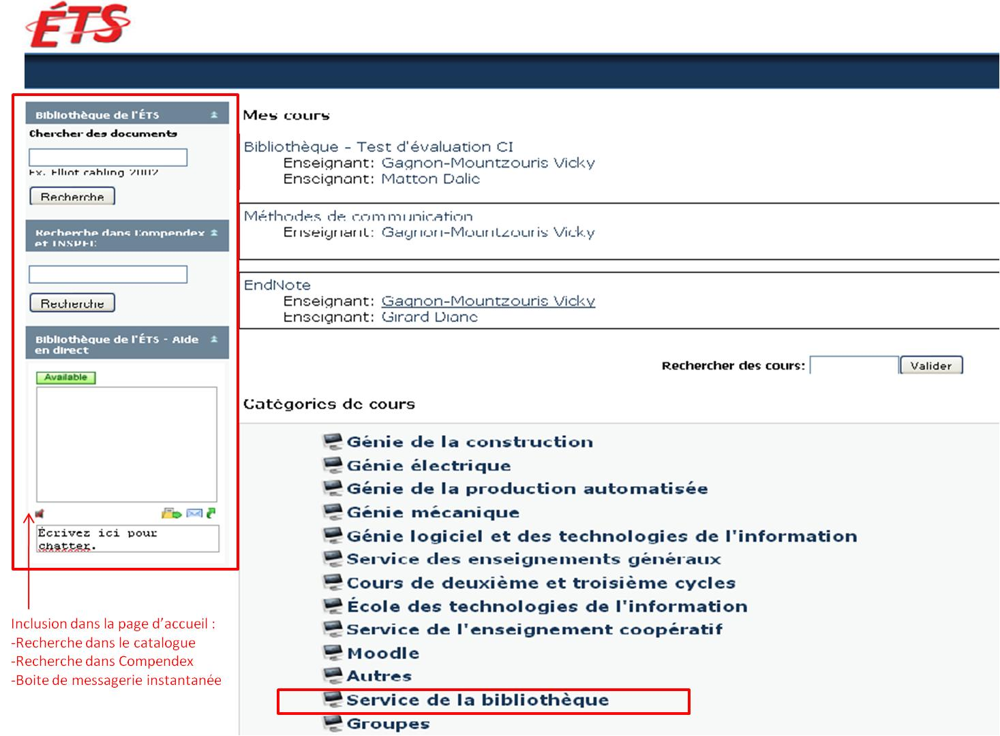 ÉTS
Bibliothèque de l'ÉTS
Chercher des documents
Ex. Elliot cabling 2002
Recherche
Recherche dans Compendex
et INSPEC
Recherche
Bibliothèque de l'ÉTS - Aide
en direct
Available
Écrivez ici pour
chatter.
Inclusion dans la page d'accueil :
-Recherche dans le catalogue
-Recherche dans Compendex
-Boite de messagerie instantanée
Mes cours
Bibliothèque - Test d'évaluation CI
Enseignant: Gagnon-Mountzouris Vicky
Enseignant: Matton Dalie
Méthodes de communication
Enseignant: Gagnon-Mountzouris Vicky
EndNote
Enseignant: Gagnon-Mountzouris Vicky
Enseignant: Girard Diane
Rechercher des cours: Valider
Catégories de cours
Génie de la construction
Génie électrique
Génie de la production automatisée
Génie mécanique
Génie logiciel et des technologies de l'information
Service des enseignements généraux
Cours de deuxième et troisième cycles
École des technologies de l'information
Service de l'enseignement coopératif
Moodle
Autres
Service de la bibliothèque
Groupes